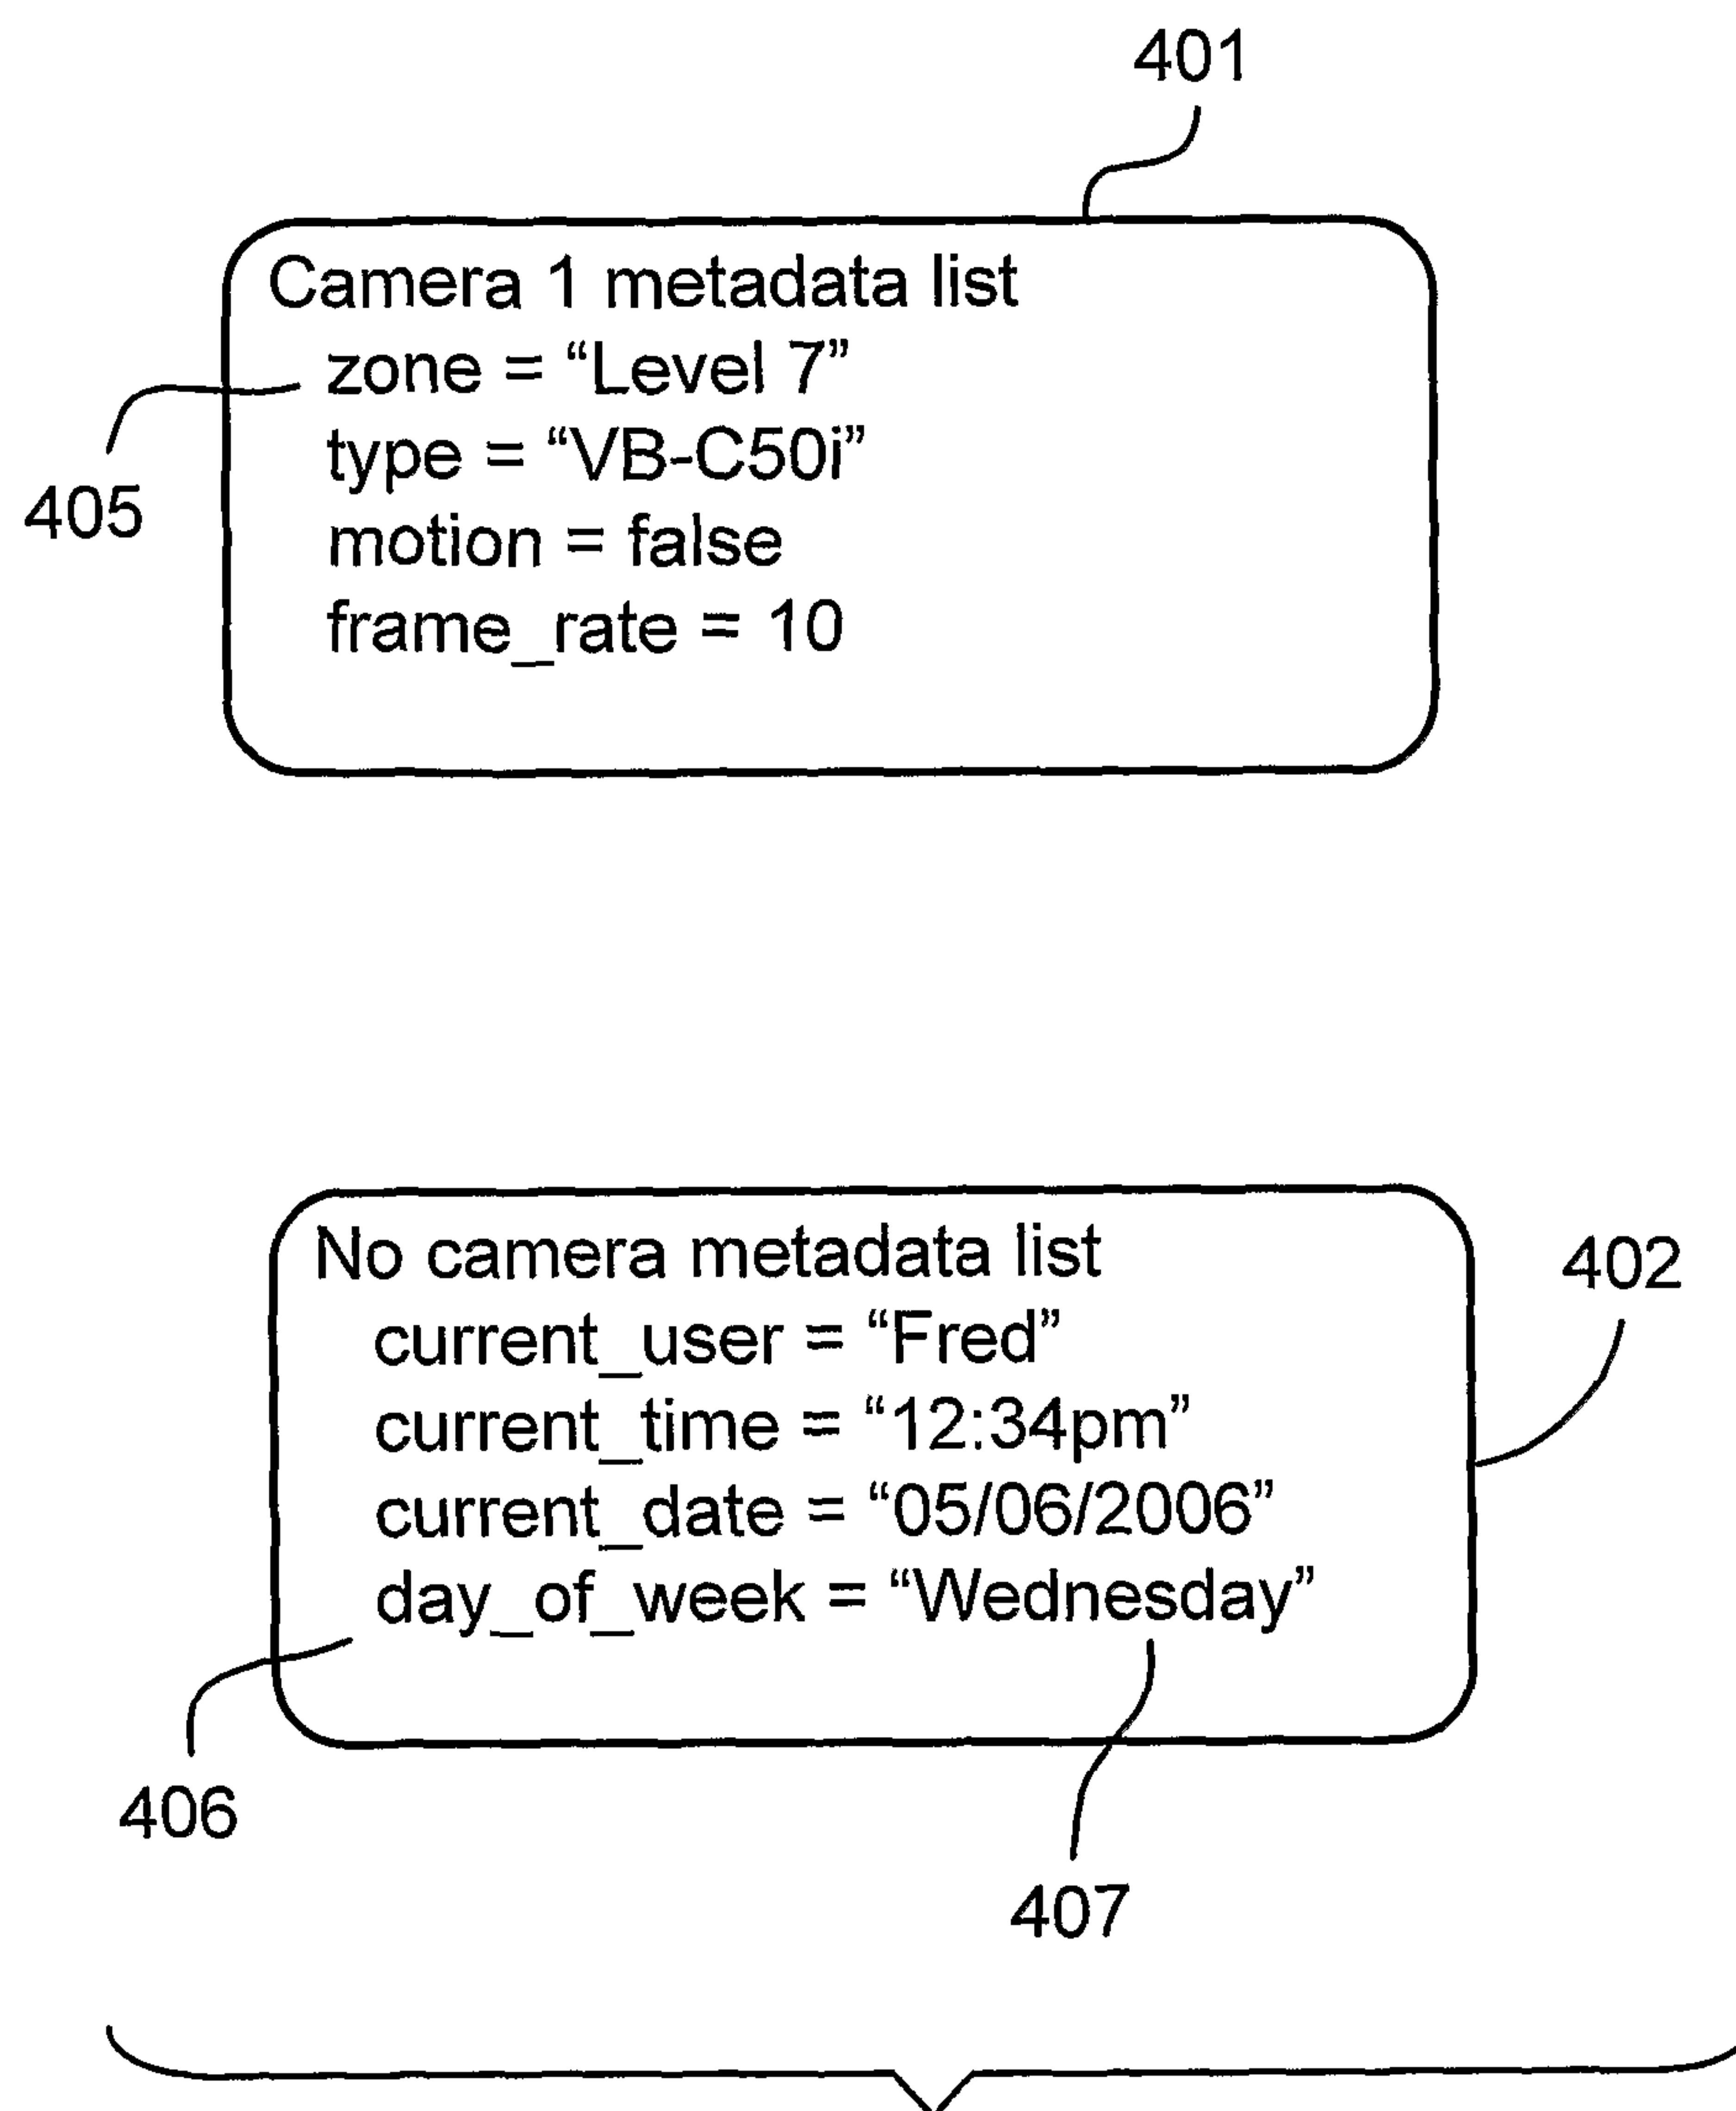 401
Camera 1 metadata list
zone = “Level 7”
type = “VB-C50i”
motion = false
frame_rate = 10
405
No camera metadata list
current_user = “Fred”
current_time = “12:34pm”
current_date = “05/06/2006”
day_of_week = “Wednesday”
402
406
407